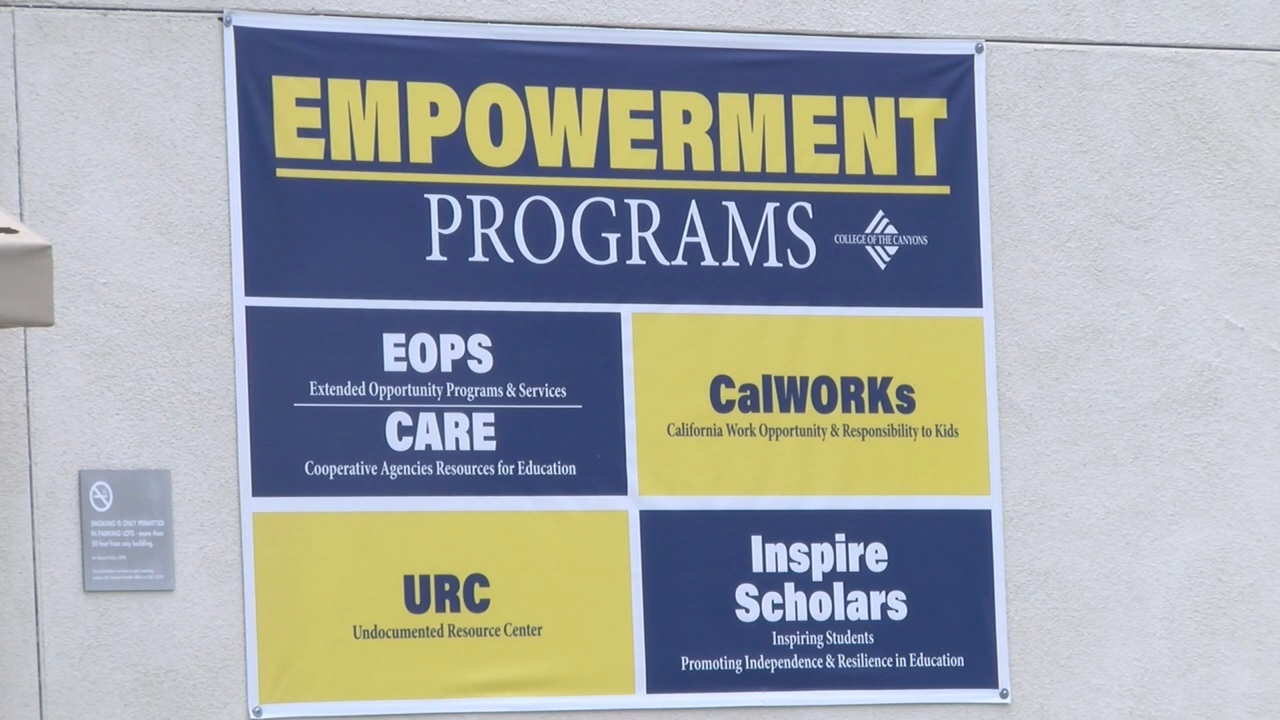 EMPOWERMENT
PROGRAMS
COLLEGE OF THE CANYONS
EOPS
Extended Opportunity Programs & Services
CARE
Cooperative Agencies Resources for Education
CalWORKs
California Work Opportunity & Responsibility to Kids
URC
Undocumented Resource Center
Inspire
Scholars
Inspiring Students
Promoting Independence & Resilience in Education
SMOKING IS ONLY PERMITTED
IN PARKING LOTS - more than
50 feet from any building.